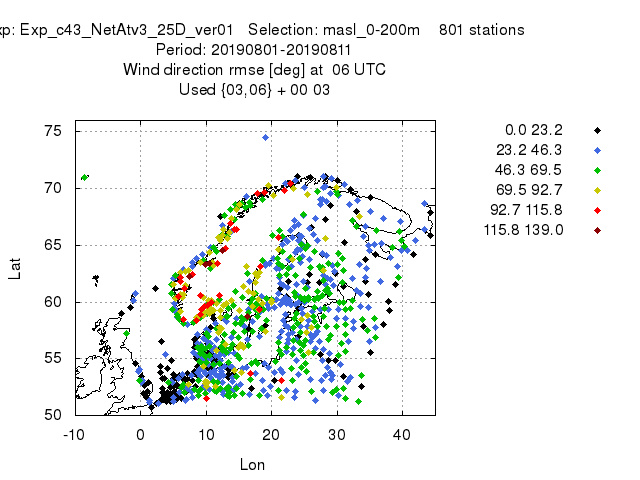 xp: Exp_c43_NetAtv3_25D_ver01 Selection: masl_0-200m 801 stations
Period: 20190801-20190811
Wind direction rmse [deg] at 06 UTC
Used {03,06} + 00 03
0.0 23.2
23.2 46.3
46.3 69.5
69.5 92.7
92.7 115.8
115.8 139.0
75
70
65
60
55
50
Lat
-10 0 10 20 30 40
Lon